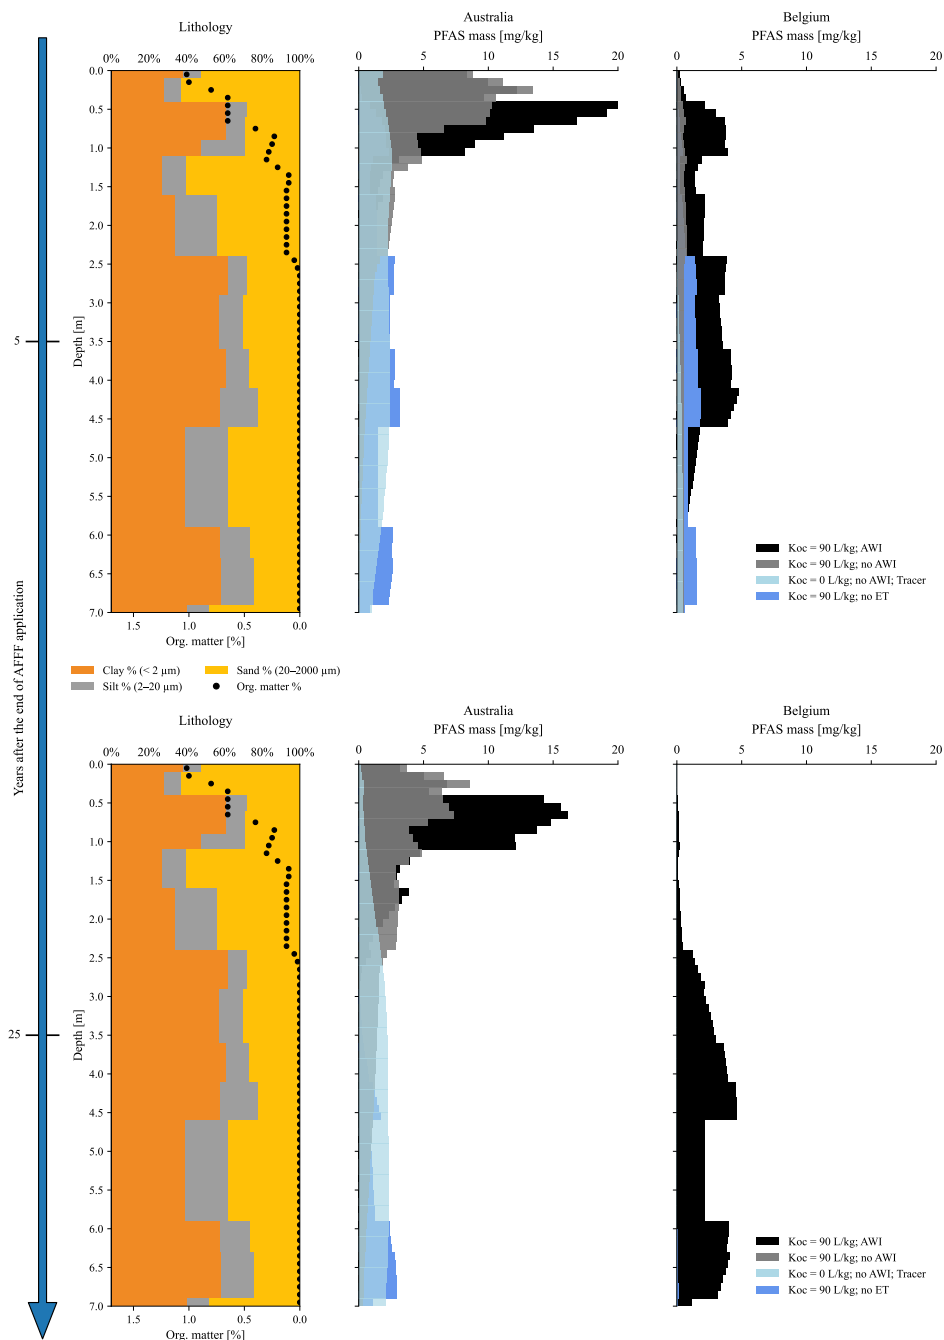 Australia
Belgium
Lithology
PFAS mass [mg/kg]
PFAS mass [mg/kg]
0% 20% 40% 60% 80% 100%
0 5 10 15 20
0 5 10 15 20
0.0
0.5
1.0
1.5
2.0
2.5
3.0
3.5
4.0
4.5
5.0
5.5
6.0
6.5
7.0
Depth [m]
5
Koc = 90 L/kg; AWI
Koc = 90 L/kg; no AWI
Koc = 0 L/kg; no AWI; Tracer
Koc = 90 L/kg; no ET
1.5 1.0 0.5 0.0
Org. matter [%]
Years after the end of AFFF application
Clay % (< 2 µm) Sand % (20–2000 µm)
Silt % (2–20 µm) Org. matter %
Australia
Belgium
Lithology
PFAS mass [mg/kg]
PFAS mass [mg/kg]
0% 20% 40% 60% 80% 100%
0 5 10 15 20
0 5 10 15 20
0.0
0.5
1.0
1.5
2.0
2.5
3.0
3.5
4.0
4.5
5.0
5.5
6.0
6.5
7.0
Depth [m]
25
Koc = 90 L/kg; AWI
Koc = 90 L/kg; no AWI
Koc = 0 L/kg; no AWI; Tracer
Koc = 90 L/kg; no ET
1.5 1.0 0.5 0.0
Org. matter [%]